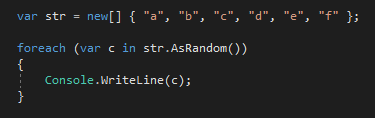 var str = new[] { "a", "b", "c", "d", "e", "f" };
foreach (var c in str.AsRandom())
{
    Console.WriteLine(c);
}